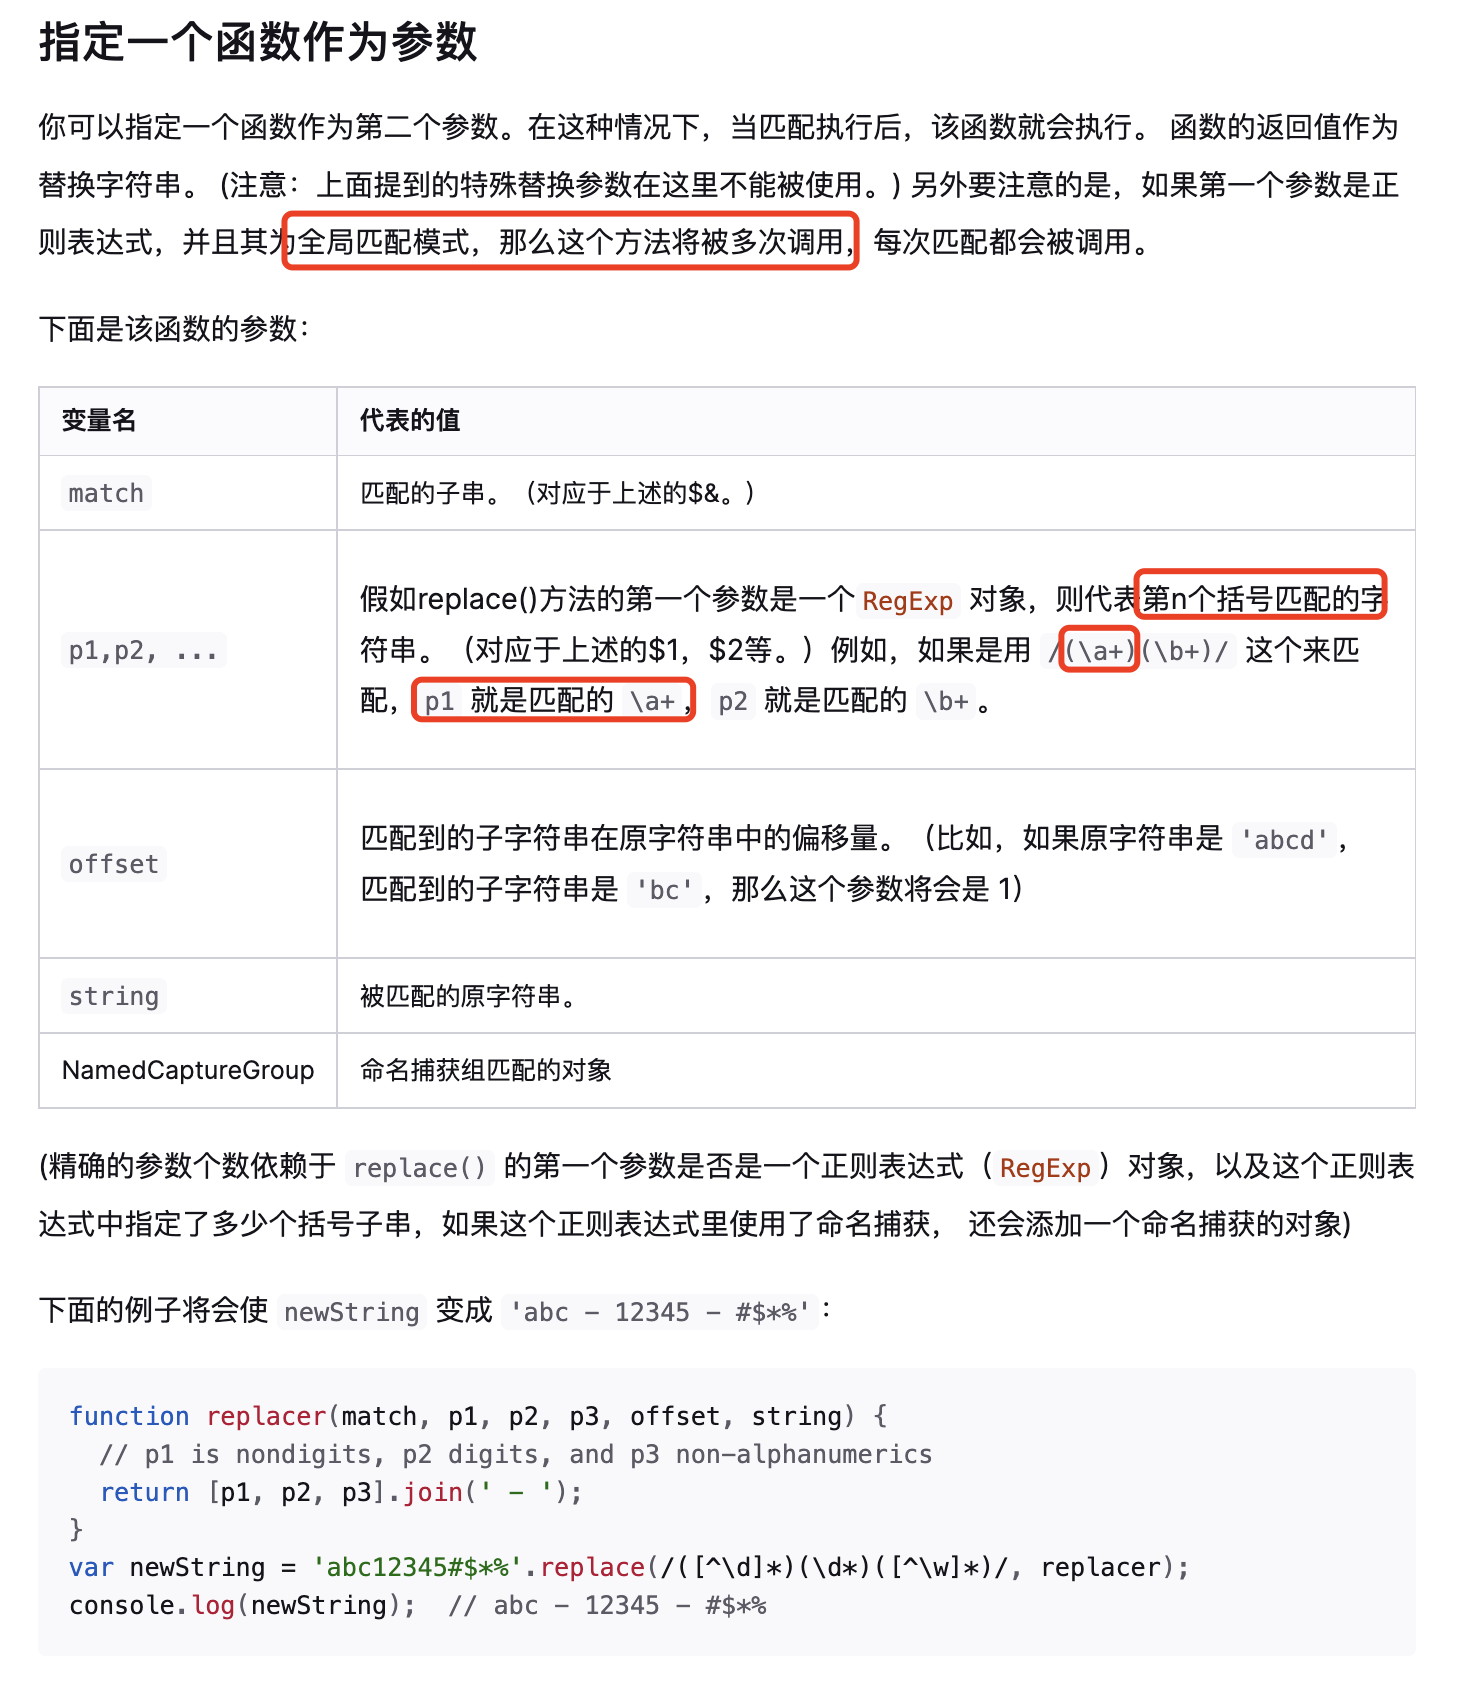 指定一个函数作为参数
你可以指定一个函数作为第二个参数。在这种情况下，当匹配执行后，该函数就会执行。 函数的返回值作为
替换字符串。 (注意：上面提到的特殊替换参数在这里不能被使用。) 另外要注意的是，如果第一个参数是正
则表达式，并且其为全局匹配模式，那么这个方法将被多次调用，每次匹配都会被调用。
下面是该函数的参数：
变量名 代表的值
match 匹配的子串。（对应于上述的$&。）
假如replace()方法的第一个参数是一个 RegExp 对象，则代表第n个括号匹配的字
p1,p2, ... 符串。（对应于上述的$1，$2等。）例如，如果是用 /(\a+)(\b+)/ 这个来匹
配，p1 就是匹配的 \a+，p2 就是匹配的 \b+。
匹配到的子字符串在原字符串中的偏移量。（比如，如果原字符串是 'abcd'，
offset
匹配到的子字符串是 'bc'，那么这个参数将会是 1）
string 被匹配的原字符串。
NamedCaptureGroup 命名捕获组匹配的对象
(精确的参数个数依赖于 replace() 的第一个参数是否是一个正则表达式（RegExp）对象，以及这个正则表
达式中指定了多少个括号子串，如果这个正则表达式里使用了命名捕获， 还会添加一个命名捕获的对象)
下面的例子将会使 newString 变成 'abc - 12345 - #$*%'：
function replacer(match, p1, p2, p3, offset, string) {
  // p1 is nondigits, p2 digits, and p3 non-alphanumerics
  return [p1, p2, p3].join(' - ');
}
var newString = 'abc12345#$*%'.replace(/([^\d]*)(\d*)([^\w]*)/, replacer);
console.log(newString);  // abc - 12345 - #$*%